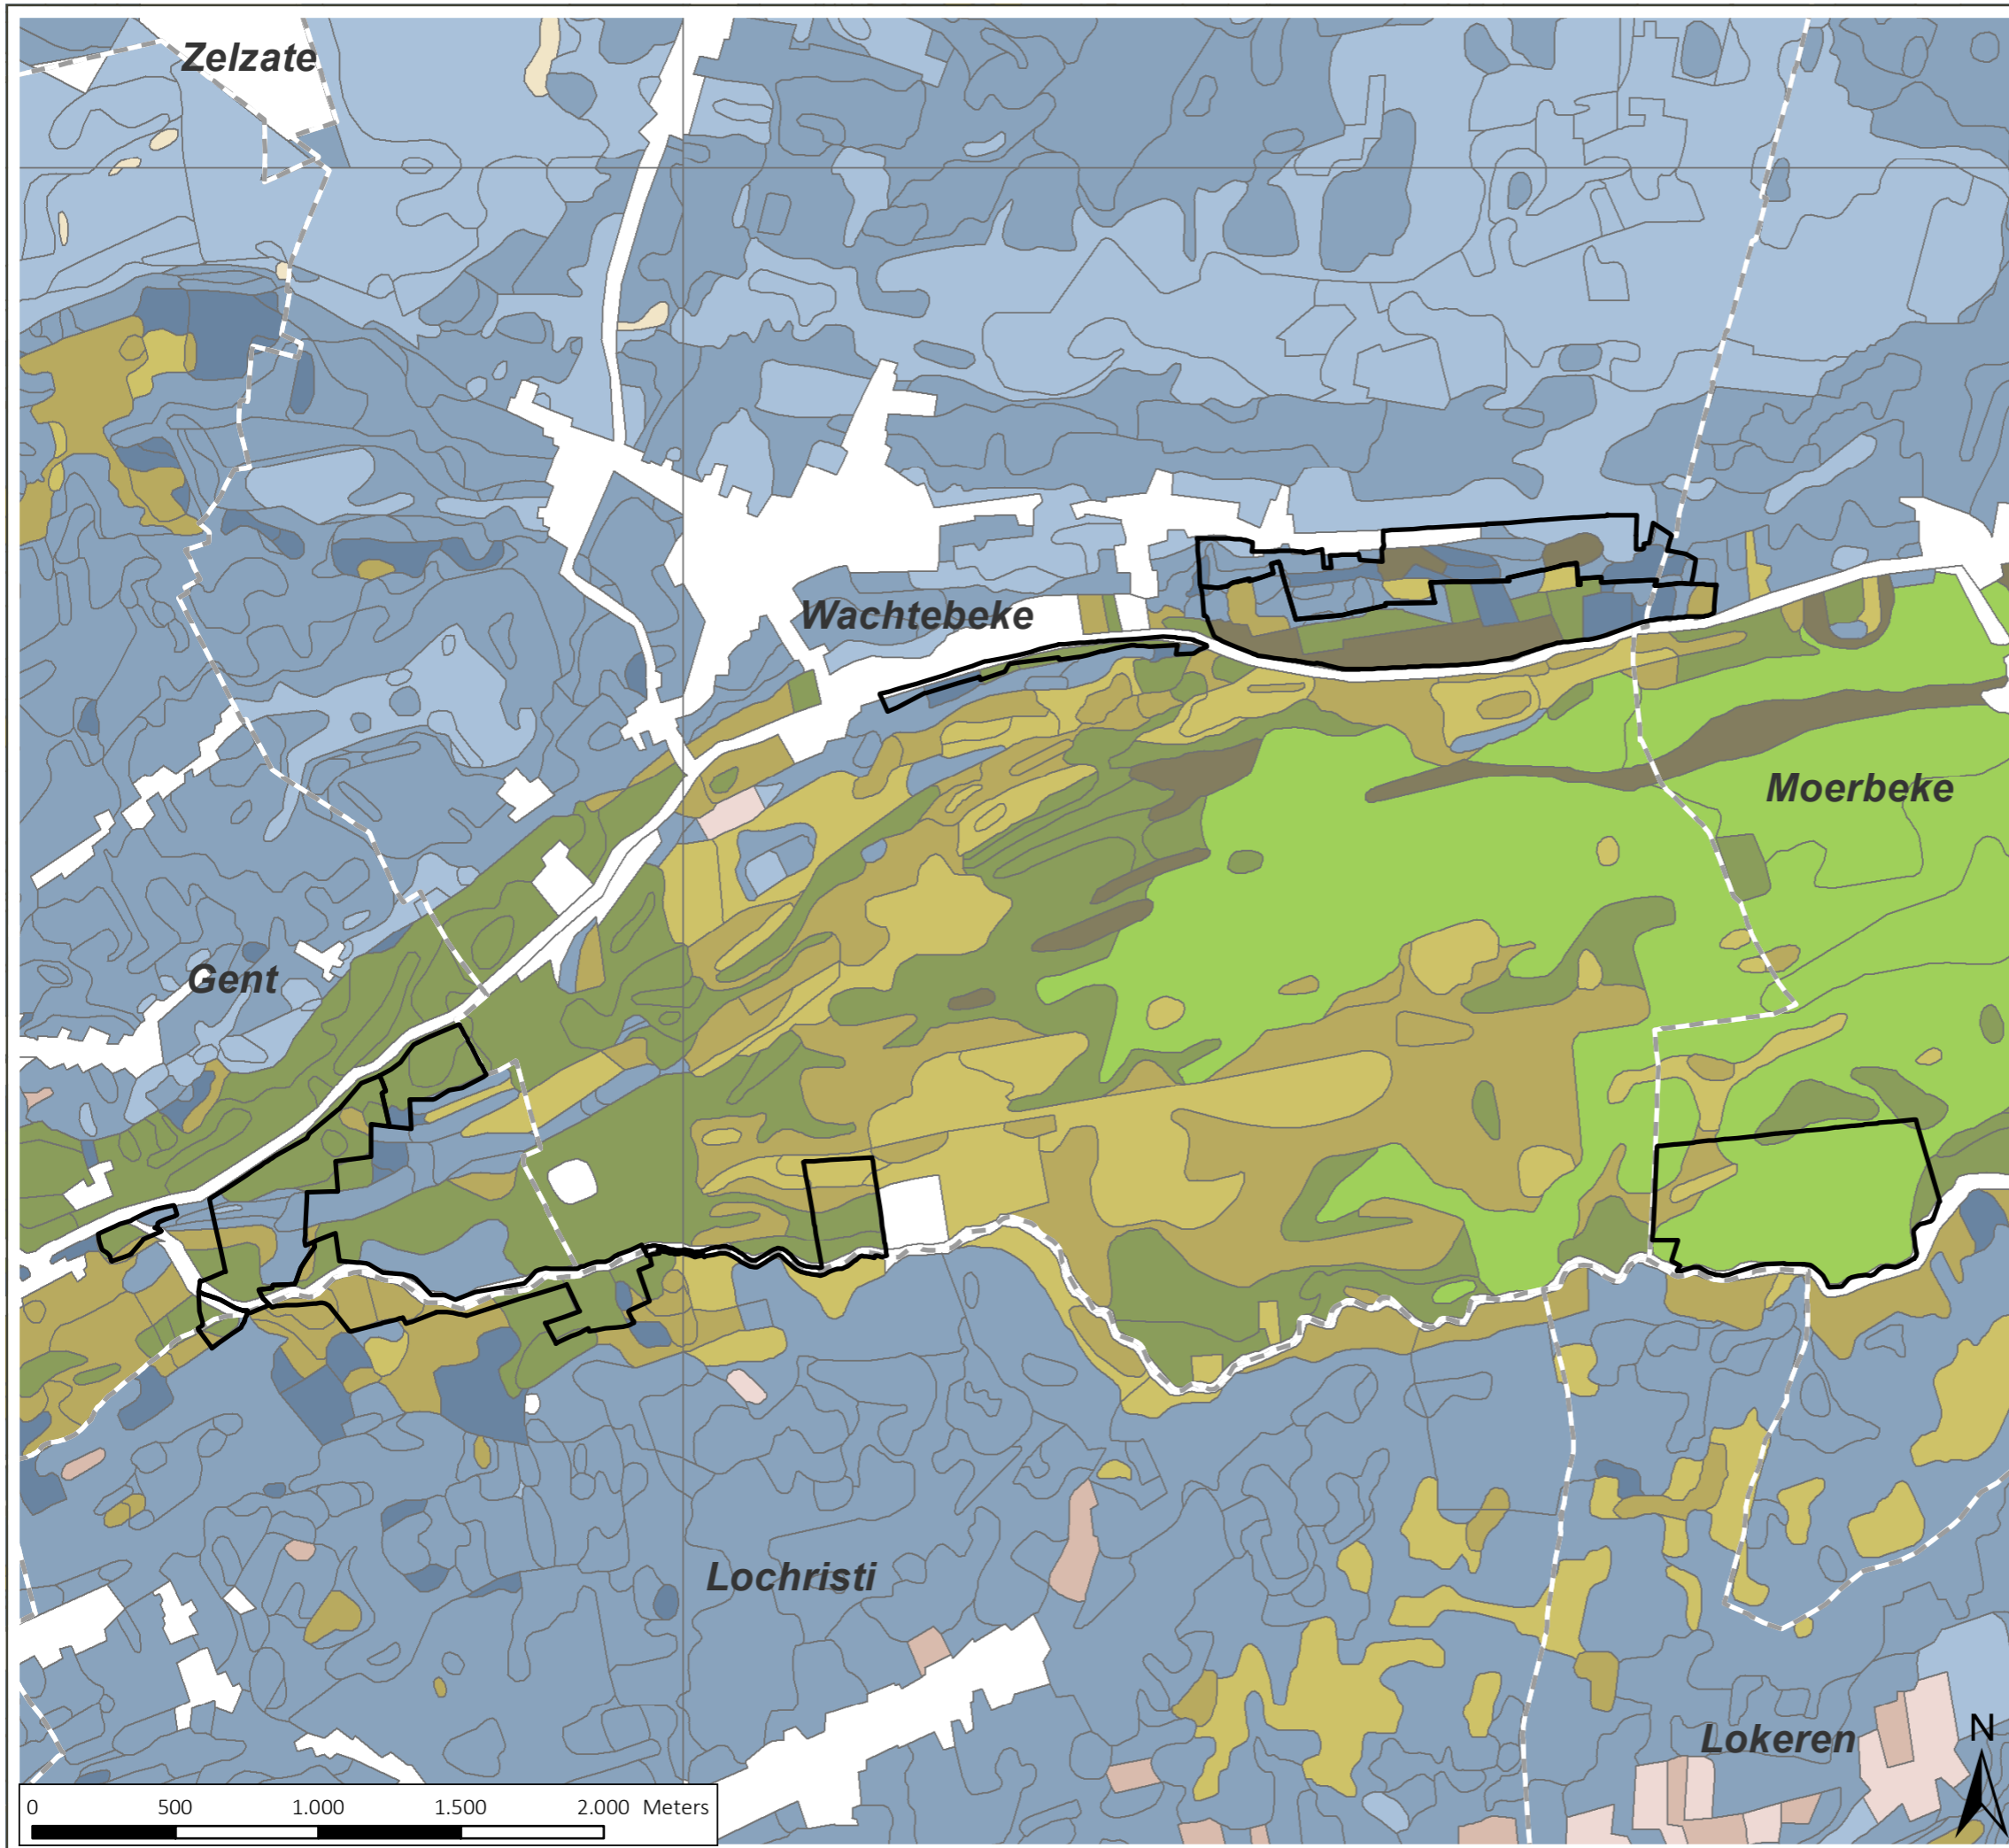 Zelzate
Wachtebeke
Moerbeke
Gent
Lochristi
Lokeren
N
0 500 1.000 1.500 2.000 Meters